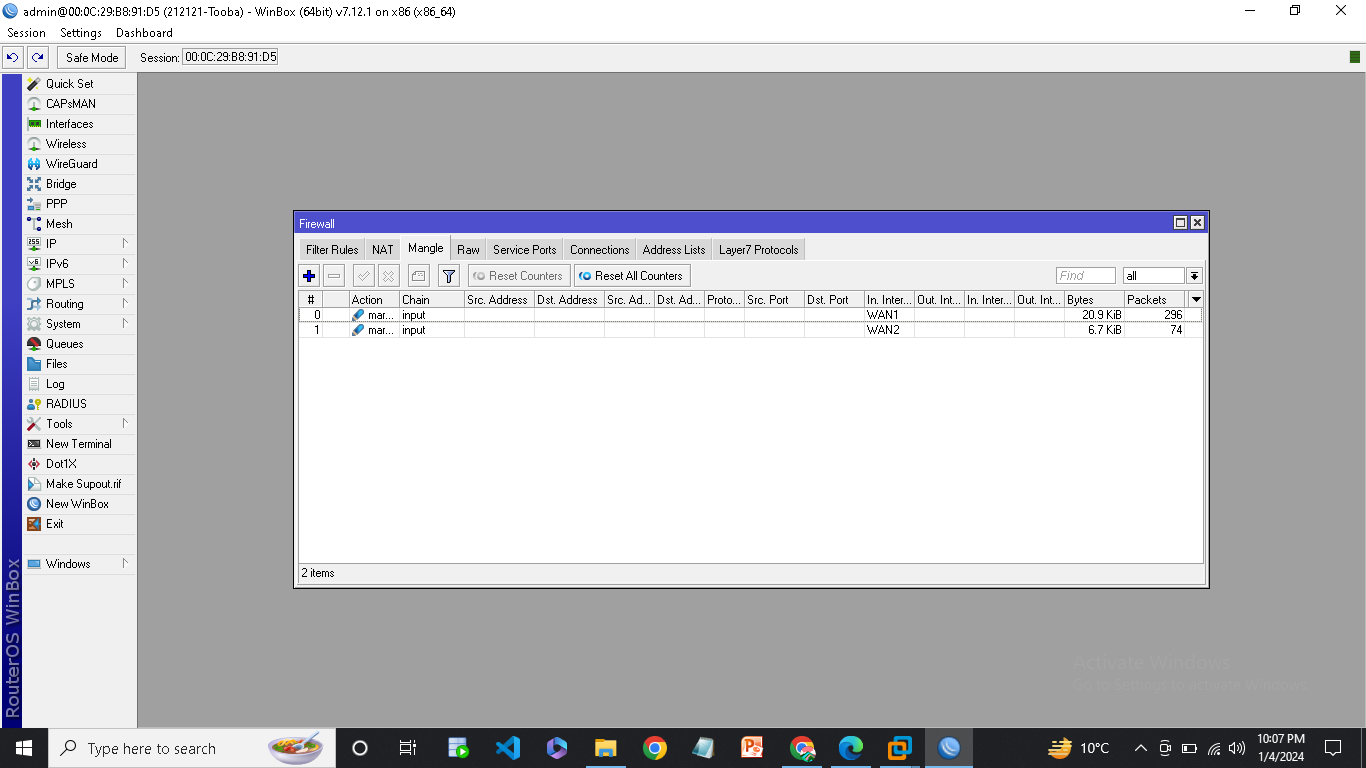 admin@00:0C:29:B8:91:D5 (212121-Tooba) - WinBox (64bit) v7.12.1 on x86 (x86_64)
Session Settings Dashboard
Safe Mode Session: 00:0C:29:B8:91:D5
Quick Set
CAPsMAN
Interfaces
Wireless
WireGuard
Bridge
PPP
Mesh
IP
IPv6
MPLS
Routing
System
Queues
Files
Log
RADIUS
Tools
New Terminal
Dot1X
Make Supout.rif
New WinBox
Exit
Windows
RouterOS WinBox
Firewall
Filter Rules NAT Mangle Raw Service Ports Connections Address Lists Layer7 Protocols
Reset Counters Reset All Counters Find all
# Action Chain Src. Address Dst. Address Src. Ad... Dst. Ad... Proto... Src. Port Dst. Port In. Inter... Out. Int... In. Inter... Out. Int... Bytes Packets
0 mar... input WAN1 20.9 KiB 296
1 mar... input WAN2 6.7 KiB 74
2 items
Activate Windows
Go to Settings to activate Windows.
Type here to search
10°C
10:07 PM
1/4/2024